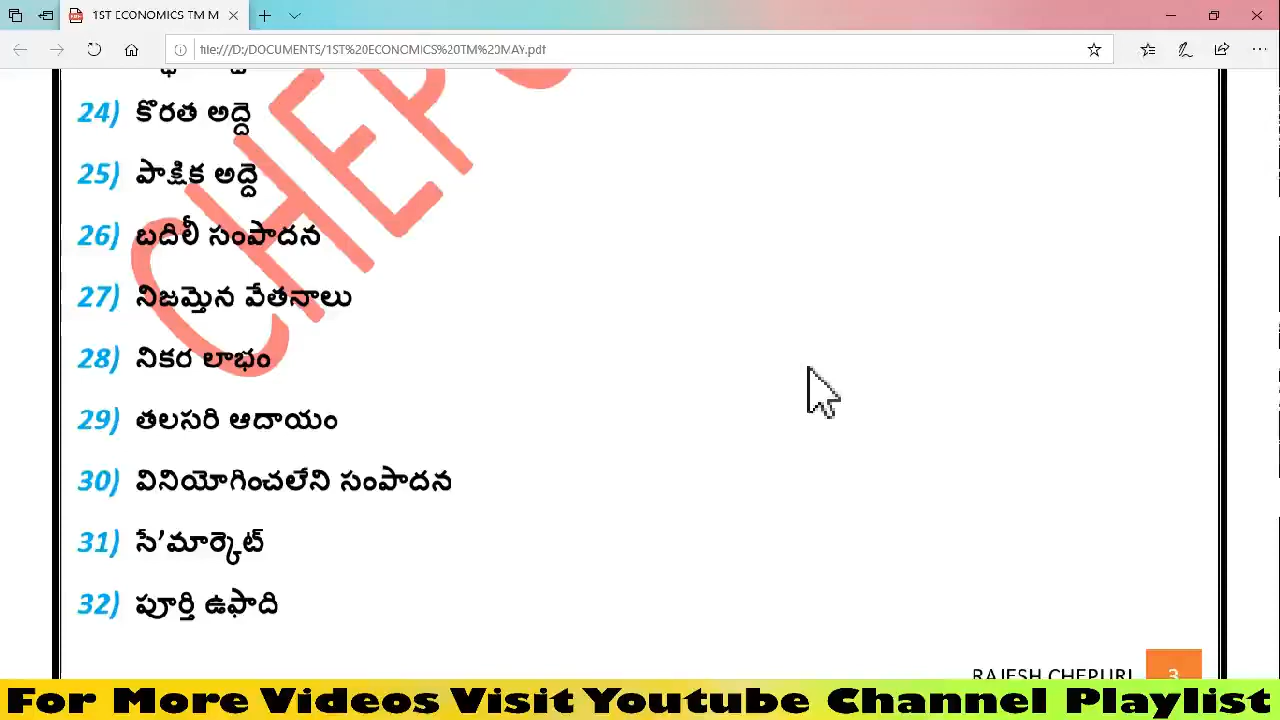 1ST ECONOMICS TM M
file:///D:/DOCUMENTS/1ST%20ECONOMICS%20TM%20MAY.pdf
24) కొరత అద్దె
25) పాక్షిక అద్దె
26) బదిలీ సంపాదన
27) నిజమైన వేతనాలు
28) నికర లాభం
29) తలసరి ఆదాయం
30) వినియోగించలేని సంపాదన
31) సే'మార్కెట్
32) పూర్తి ఉఫాది
RAJESH CHEPURI 3
CHEPU
For More Videos Visit Youtube Channel Playlist